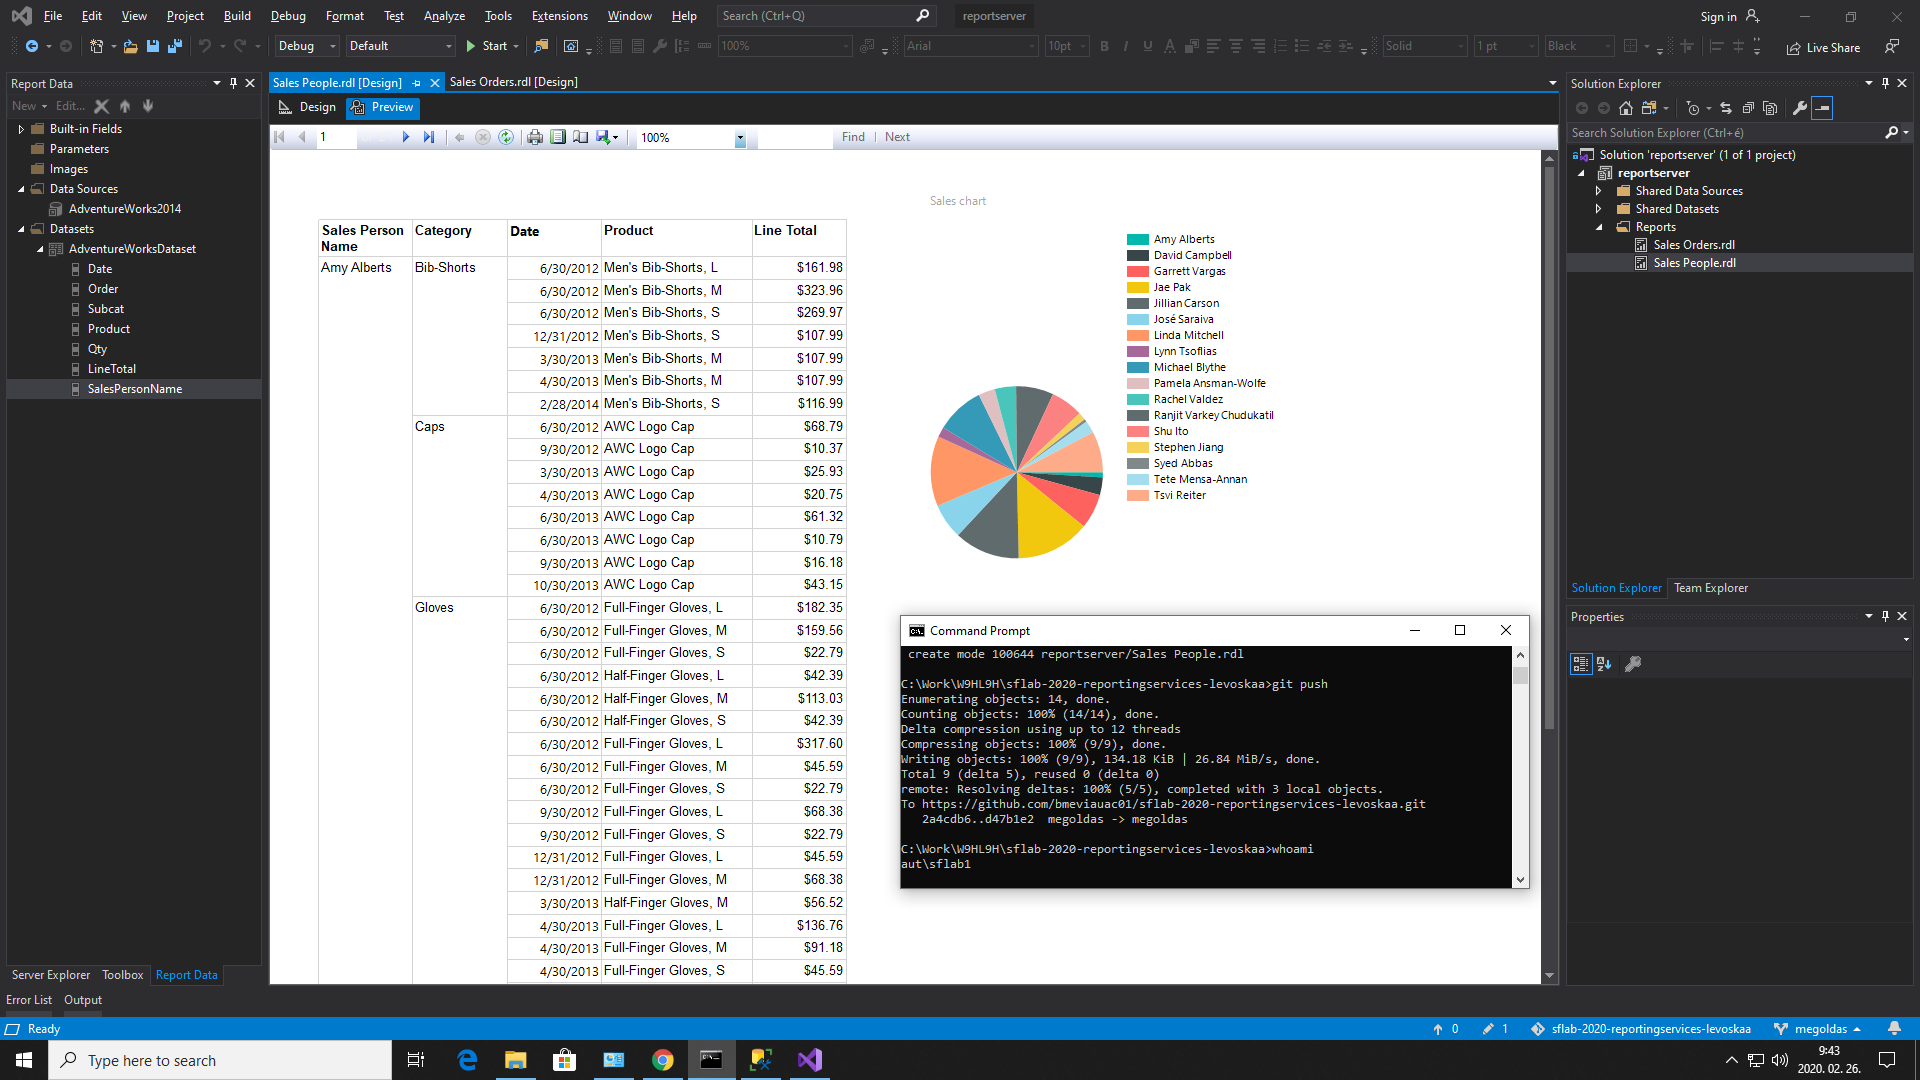 File Edit View Project Build Debug Format Test Analyze Tools Extensions Window Help Search (Ctrl+Q) reportserver Sign in
Debug Default Start 100% Arial 10pt B I U A Solid 1 pt Black Live Share
Report Data
New Edit...
Built-in Fields
Parameters
Images
Data Sources
AdventureWorks2014
Datasets
AdventureWorksDataset
Date
Order
Subcat
Product
Qty
LineTotal
SalesPersonName
Server Explorer Toolbox Report Data
Error List Output
Sales People.rdl [Design] Sales Orders.rdl [Design]
Design Preview
1 100% Find | Next
Sales Person Name Category Date Product Line Total
Amy Alberts Bib-Shorts 6/30/2012 Men's Bib-Shorts, L $161.98
6/30/2012 Men's Bib-Shorts, M $323.96
6/30/2012 Men's Bib-Shorts, S $269.97
12/31/2012 Men's Bib-Shorts, S $107.99
3/30/2013 Men's Bib-Shorts, M $107.99
4/30/2013 Men's Bib-Shorts, M $107.99
2/28/2014 Men's Bib-Shorts, S $116.99
Caps 6/30/2012 AWC Logo Cap $68.79
9/30/2012 AWC Logo Cap $10.37
3/30/2013 AWC Logo Cap $25.93
4/30/2013 AWC Logo Cap $20.75
6/30/2013 AWC Logo Cap $61.32
6/30/2013 AWC Logo Cap $10.79
9/30/2013 AWC Logo Cap $16.18
10/30/2013 AWC Logo Cap $43.15
Gloves 6/30/2012 Full-Finger Gloves, L $182.35
6/30/2012 Full-Finger Gloves, M $159.56
6/30/2012 Full-Finger Gloves, S $22.79
6/30/2012 Half-Finger Gloves, L $42.39
6/30/2012 Half-Finger Gloves, M $113.03
6/30/2012 Half-Finger Gloves, S $42.39
6/30/2012 Full-Finger Gloves, L $317.60
6/30/2012 Full-Finger Gloves, M $45.59
6/30/2012 Full-Finger Gloves, S $22.79
9/30/2012 Full-Finger Gloves, L $68.38
9/30/2012 Full-Finger Gloves, S $22.79
12/31/2012 Full-Finger Gloves, L $45.59
12/31/2012 Full-Finger Gloves, M $68.38
3/30/2013 Half-Finger Gloves, M $56.52
4/30/2013 Full-Finger Gloves, L $136.76
4/30/2013 Full-Finger Gloves, M $91.18
4/30/2013 Full-Finger Gloves, S $45.59
Sales chart
Amy Alberts
David Campbell
Garrett Vargas
Jae Pak
Jillian Carson
José Saraiva
Linda Mitchell
Lynn Tsoflias
Michael Blythe
Pamela Ansman-Wolfe
Rachel Valdez
Ranjit Varkey Chudukatil
Shu Ito
Stephen Jiang
Syed Abbas
Tete Mensa-Annan
Tsvi Reiter
Command Prompt
create mode 100644 reportserver/Sales People.rdl
C:\Work\W9HL9H\sflab-2020-reportingservices-levoskaa>git push
Enumerating objects: 14, done.
Counting objects: 100% (14/14), done.
Delta compression using up to 12 threads
Compressing objects: 100% (9/9), done.
Writing objects: 100% (9/9), 134.18 KiB | 26.84 MiB/s, done.
Total 9 (delta 5), reused 0 (delta 0)
remote: Resolving deltas: 100% (5/5), completed with 3 local objects.
To https://github.com/bmeviauac01/sflab-2020-reportingservices-levoskaa.git
2a4cdb6..d47b1e2 megoldas -> megoldas
C:\Work\W9HL9H\sflab-2020-reportingservices-levoskaa>whoami
aut\sflab1
Solution Explorer
Search Solution Explorer (Ctrl+é)
Solution 'reportserver' (1 of 1 project)
reportserver
Shared Data Sources
Shared Datasets
Reports
Sales Orders.rdl
Sales People.rdl
Solution Explorer Team Explorer
Properties
Ready 0 1 sflab-2020-reportingservices-levoskaa megoldas
Type here to search
9:43
2020. 02. 26.